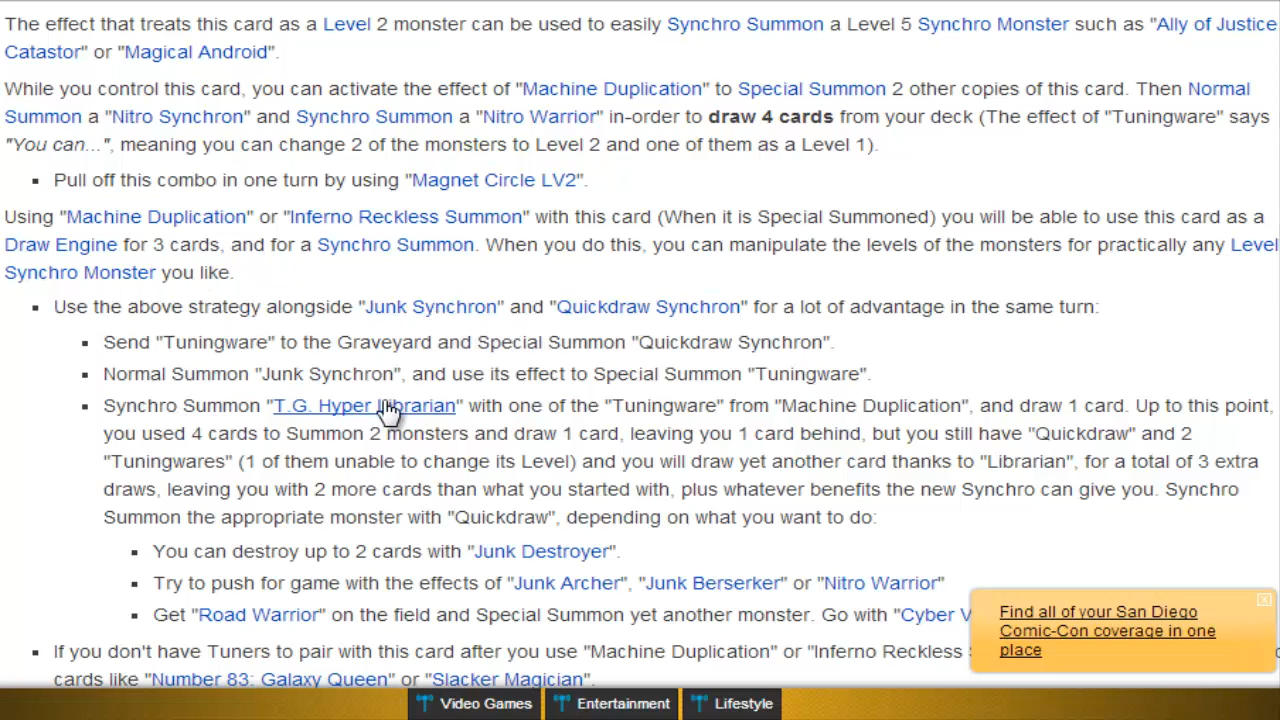 The effect that treats this card as a Level 2 monster can be used to easily Synchro Summon a Level 5 Synchro Monster such as "Ally of Justice
Catastor" or "Magical Android".
While you control this card, you can activate the effect of "Machine Duplication" to Special Summon 2 other copies of this card. Then Normal
Summon a "Nitro Synchron" and Synchro Summon a "Nitro Warrior" in-order to draw 4 cards from your deck (The effect of "Tuningware" says
"You can...", meaning you can change 2 of the monsters to Level 2 and one of them as a Level 1).
▪ Pull off this combo in one turn by using "Magnet Circle LV2".
Using "Machine Duplication" or "Inferno Reckless Summon" with this card (When it is Special Summoned) you will be able to use this card as a
Draw Engine for 3 cards, and for a Synchro Summon. When you do this, you can manipulate the levels of the monsters for practically any Level
Synchro Monster you like.
▪ Use the above strategy alongside "Junk Synchron" and "Quickdraw Synchron" for a lot of advantage in the same turn:
▪ Send "Tuningware" to the Graveyard and Special Summon "Quickdraw Synchron".
▪ Normal Summon "Junk Synchron", and use its effect to Special Summon "Tuningware".
▪ Synchro Summon "T.G. Hyper Librarian" with one of the "Tuningware" from "Machine Duplication", and draw 1 card. Up to this point,
you used 4 cards to Summon 2 monsters and draw 1 card, leaving you 1 card behind, but you still have "Quickdraw" and 2
"Tuningwares" (1 of them unable to change its Level) and you will draw yet another card thanks to "Librarian", for a total of 3 extra
draws, leaving you with 2 more cards than what you started with, plus whatever benefits the new Synchro can give you. Synchro
Summon the appropriate monster with "Quickdraw", depending on what you want to do:
▪ You can destroy up to 2 cards with "Junk Destroyer".
▪ Try to push for game with the effects of "Junk Archer", "Junk Berserker" or "Nitro Warrior"
▪ Get "Road Warrior" on the field and Special Summon yet another monster. Go with "Cyber
▪ If you don't have Tuners to pair with this card after you use "Machine Duplication" or "Inferno Reckless
cards like "Number 83: Galaxy Queen" or "Slacker Magician".
Find all of your San Diego
Comic-Con coverage in one
place
Video Games Entertainment Lifestyle